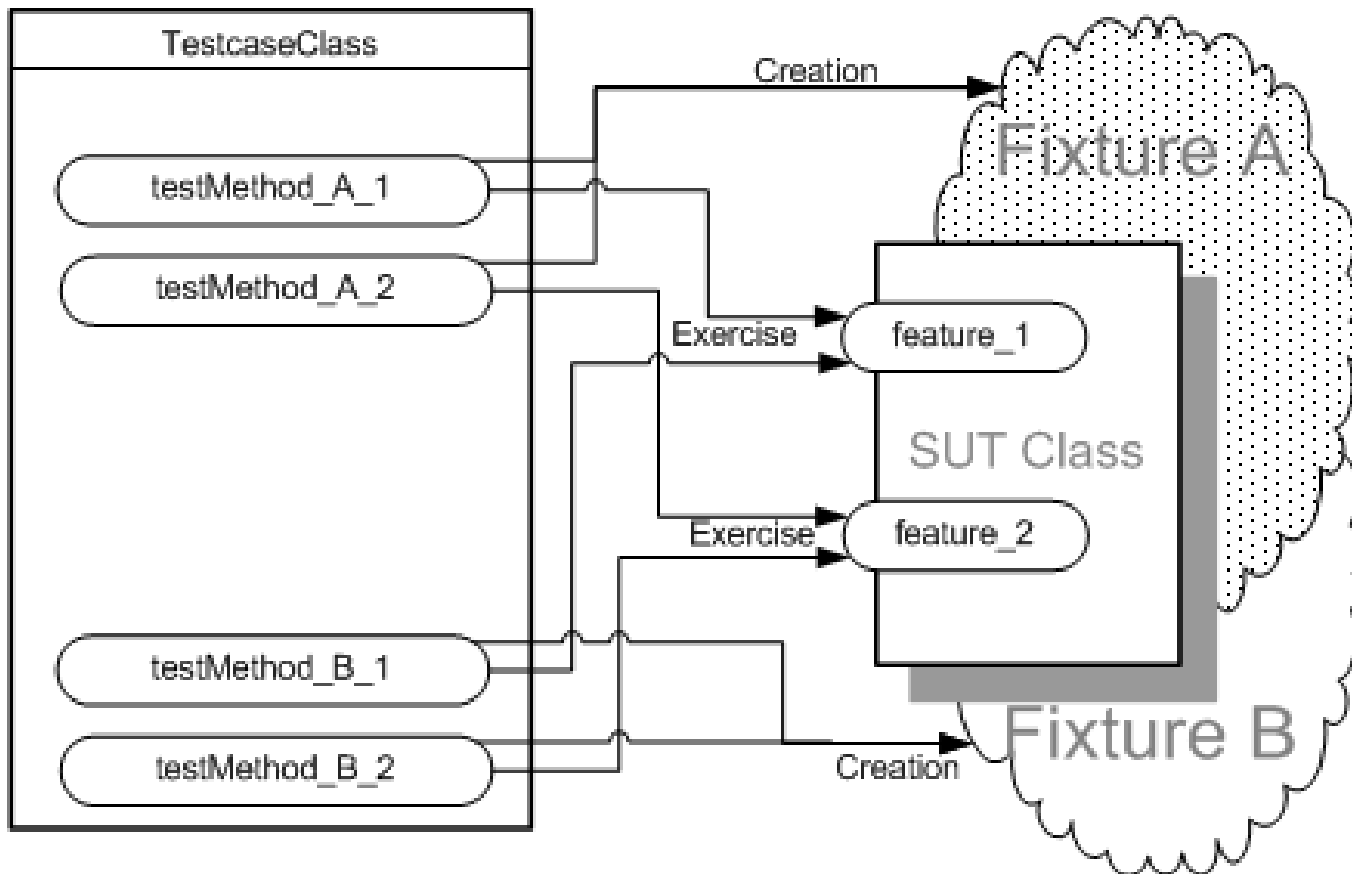 TestcaseClass
Creation
Fixture A
testMethod_A_1
testMethod_A_2
Exercise
feature_1
SUT Class
Exercise
feature_2
testMethod_B_1
testMethod_B_2
Creation
Fixture B